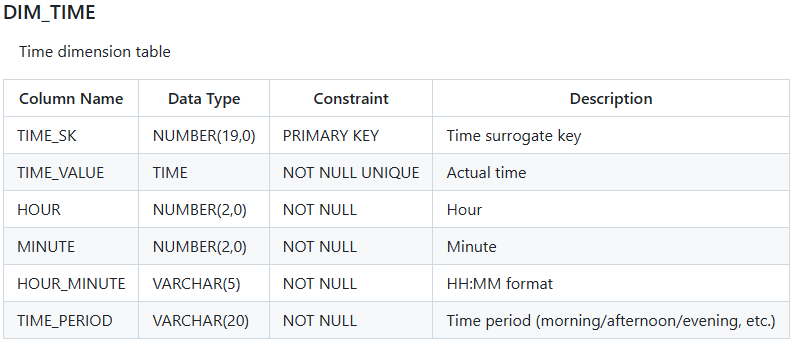 DIM_TIME
Time dimension table
Column Name Data Type Constraint Description
TIME_SK NUMBER(19,0) PRIMARY KEY Time surrogate key
TIME_VALUE TIME NOT NULL UNIQUE Actual time
HOUR NUMBER(2,0) NOT NULL Hour
MINUTE NUMBER(2,0) NOT NULL Minute
HOUR_MINUTE VARCHAR(5) NOT NULL HH:MM format
TIME_PERIOD VARCHAR(20) NOT NULL Time period (morning/afternoon/evening, etc.)